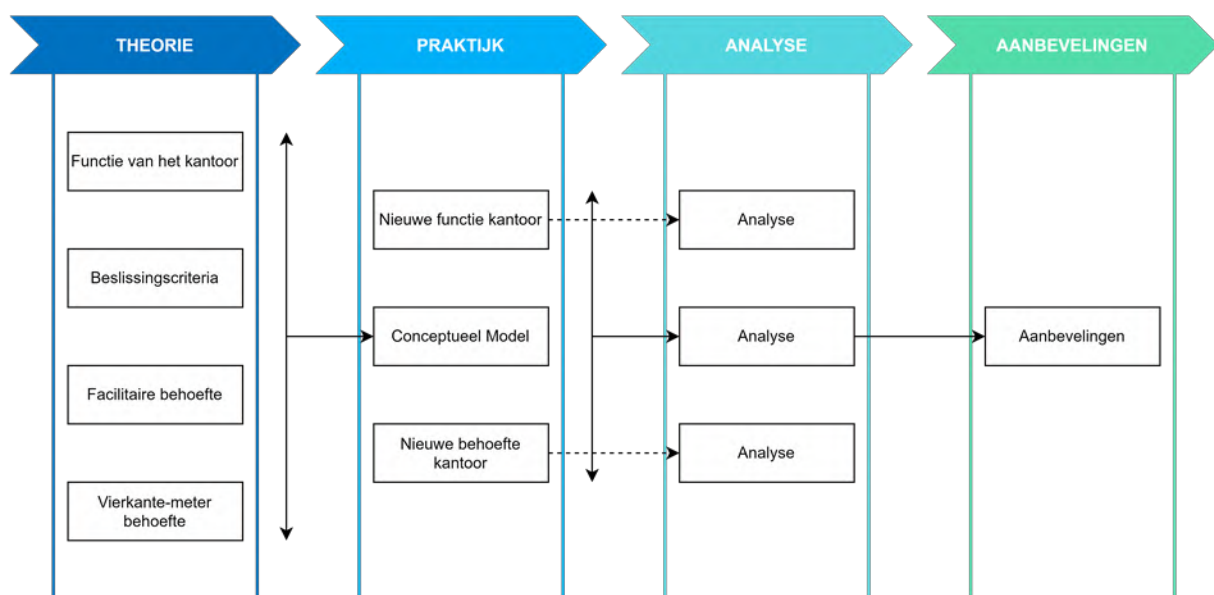 THEORIE
PRAKTIJK
ANALYSE
AANBEVELINGEN
Functie van het kantoor
Beslissingscriteria
Facilitaire behoefte
Vierkante-meter
behoefte
Nieuwe functie kantoor
Conceptueel Model
Nieuwe behoefte
kantoor
Analyse
Analyse
Analyse
Aanbevelingen